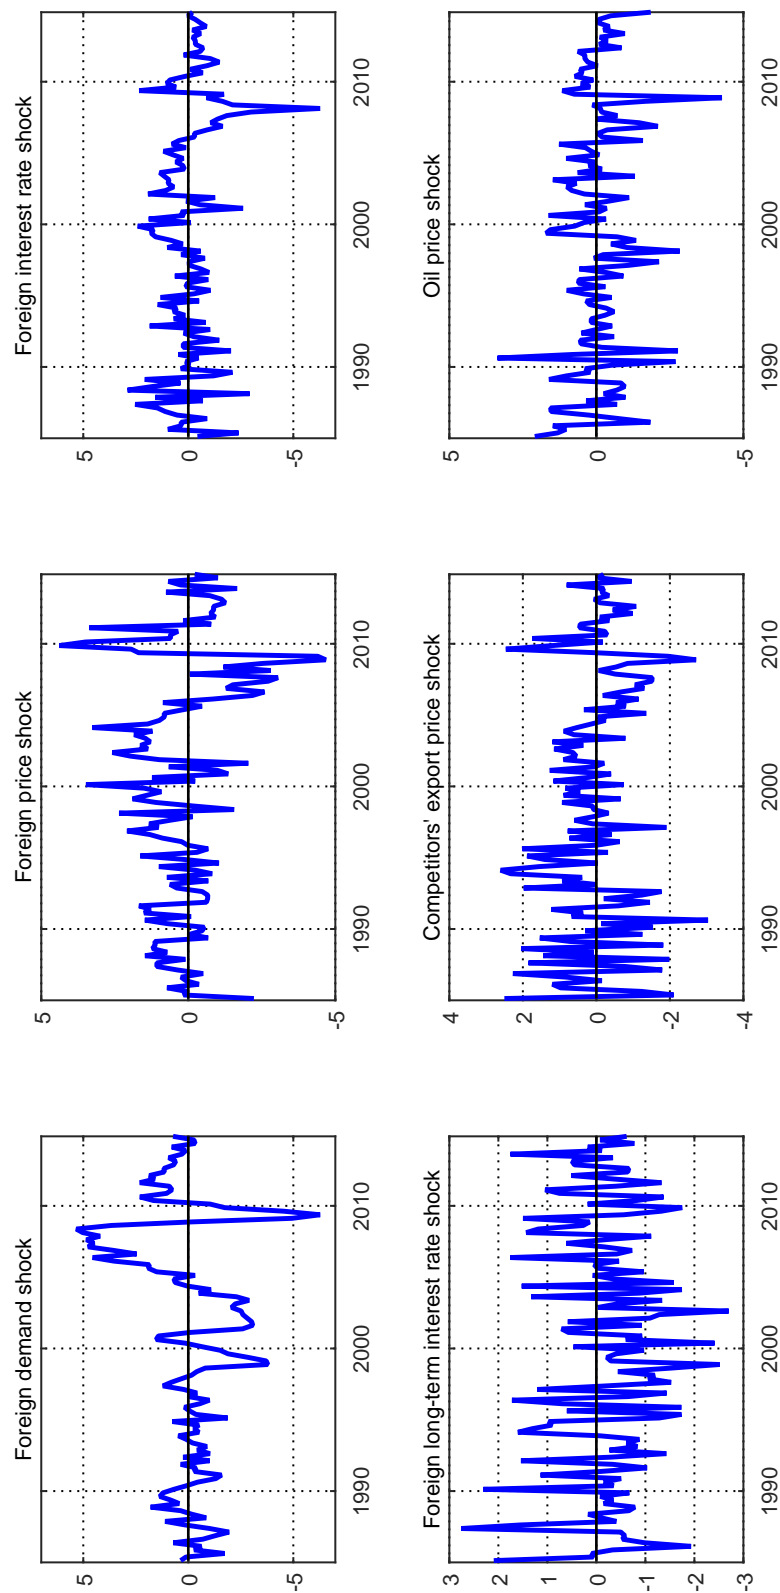 Foreign demand shock
5
0
-5
1990 2000 2010
Foreign price shock
5
0
-5
1990 2000 2010
Foreign interest rate shock
5
0
-5
1990 2000 2010
Foreign long-term interest rate shock
3
2
1
0
-1
-2
-3
1990 2000 2010
Competitors' export price shock
4
2
0
-2
-4
1990 2000 2010
Oil price shock
5
0
-5
1990 2000 2010